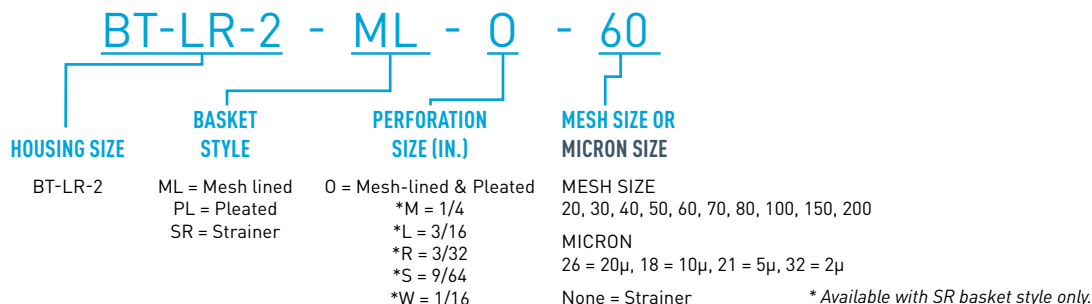 BT-LR-2 - ML - O - 60
HOUSING SIZE
BT-LR-2
BASKET
STYLE
ML = Mesh lined
PL = Pleated
SR = Strainer
PERFORATION
SIZE (IN.)
O = Mesh-lined & Pleated
*M = 1/4
*L = 3/16
*R = 3/32
*S = 9/64
*W = 1/16
MESH SIZE OR
MICRON SIZE
MESH SIZE
20, 30, 40, 50, 60, 70, 80, 100, 150, 200
MICRON
26 = 20µ, 18 = 10µ, 21 = 5µ, 32 = 2µ
None = Strainer
* Available with SR basket style only.